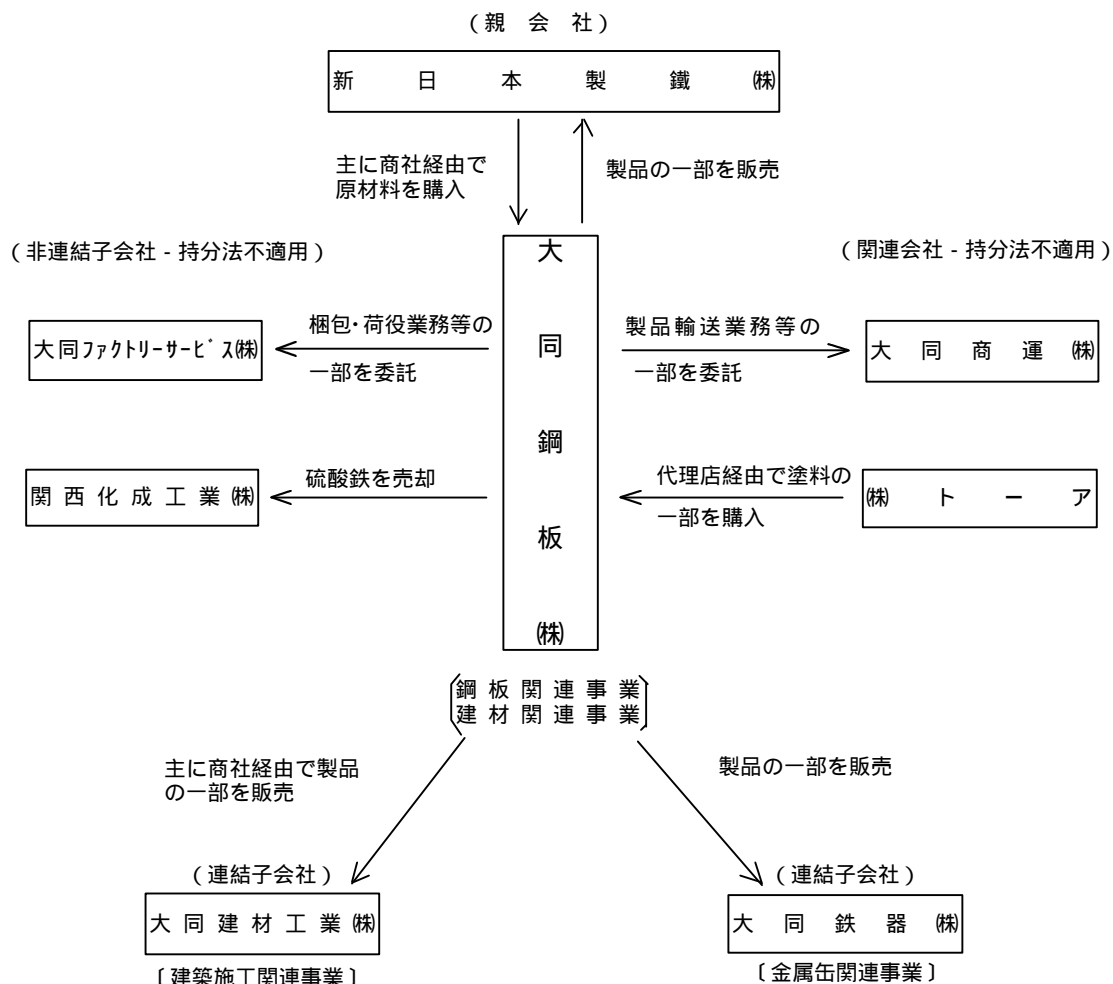 (親会社)
新日本製鐵㈱
主に商社経由で
原材料を購入
製品の一部を販売
(非連結子会社 - 持分法不適用)
(関連会社 - 持分法不適用)
大同鋼板㈱
梱包・荷役業務等の
一部を委託
大同ファクトリーサービス㈱
製品輸送業務等の
一部を委託
大同商運㈱
硫酸鉄を売却
関西化成工業㈱
代理店経由で塗料の
一部を購入
㈱トーア
鋼板関連事業
建材関連事業
主に商社経由で製品
の一部を販売
製品の一部を販売
(連結子会社)
大同建材工業㈱
〔建築施工関連事業〕
(連結子会社)
大同鉄器㈱
〔金属缶関連事業〕